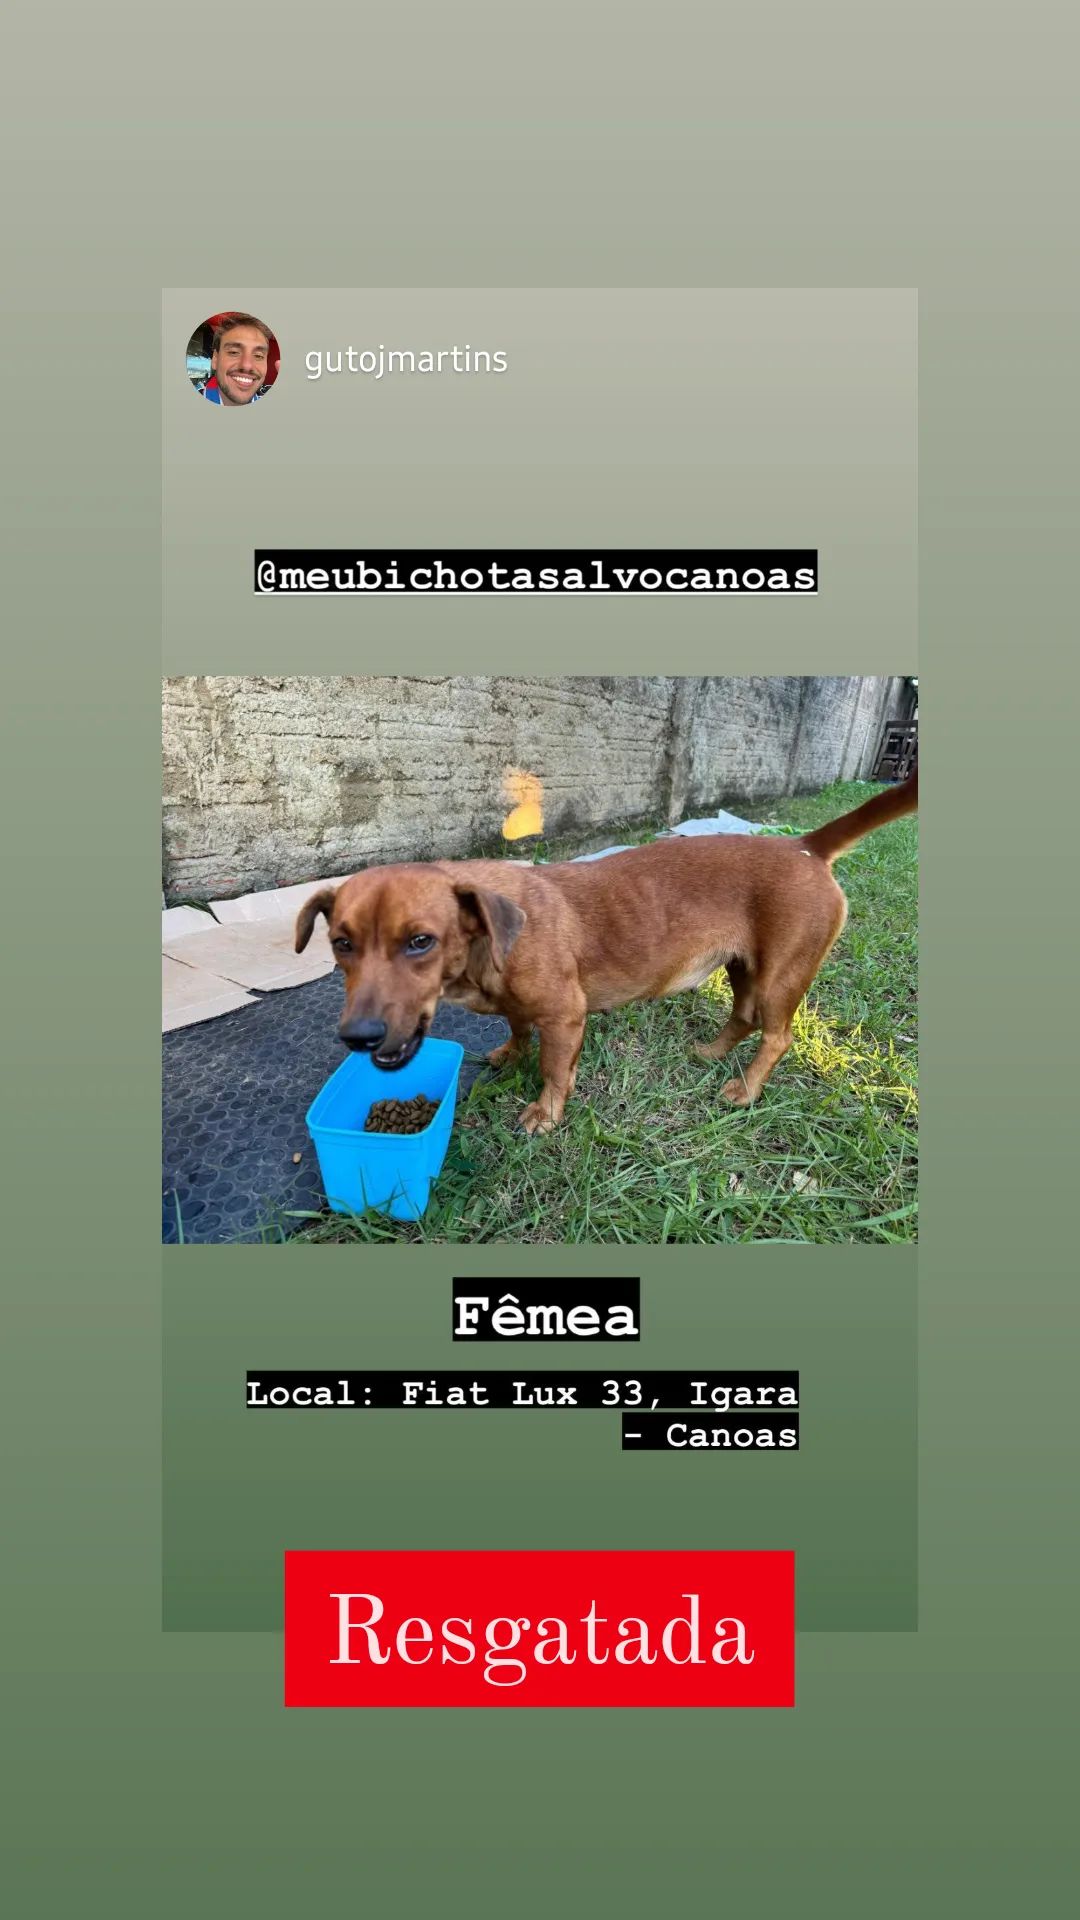 gutojmartins
@meubichotasalvocanoas
Fêmea
Local: Fiat Lux 33, Igara
- Canoas
Resgatada